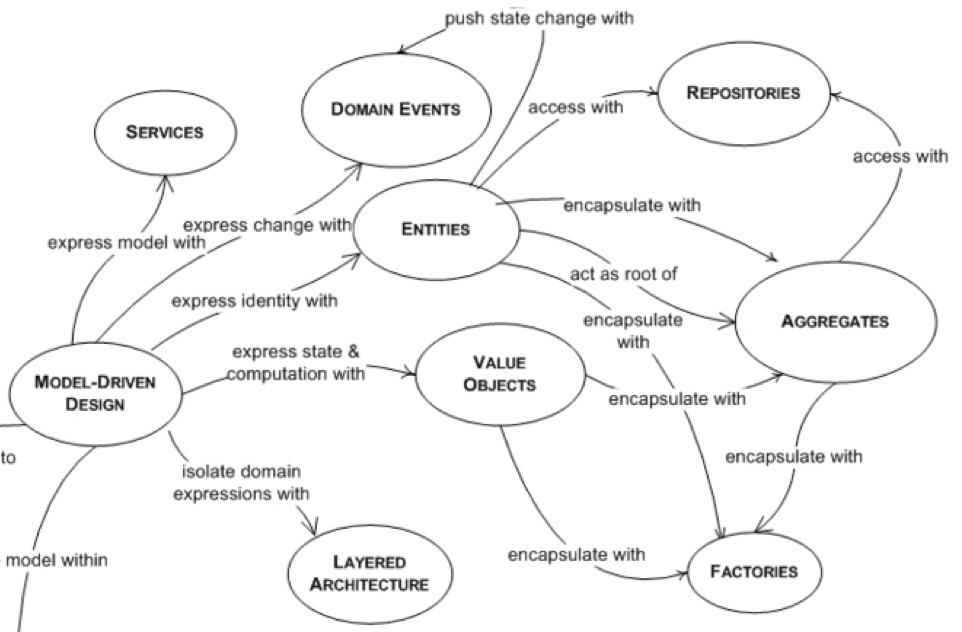 push state change with
DOMAIN EVENTS
REPOSITORIES
access with
SERVICES
access with
encapsulate with
express change with
ENTITIES
express model with
act as root of
express identity with
encapsulate
with
AGGREGATES
express state &
computation with
VALUE
OBJECTS
MODEL-DRIVEN
DESIGN
encapsulate with
to
isolate domain
expressions with
encapsulate with
model within
encapsulate with
LAYERED
ARCHITECTURE
FACTORIES